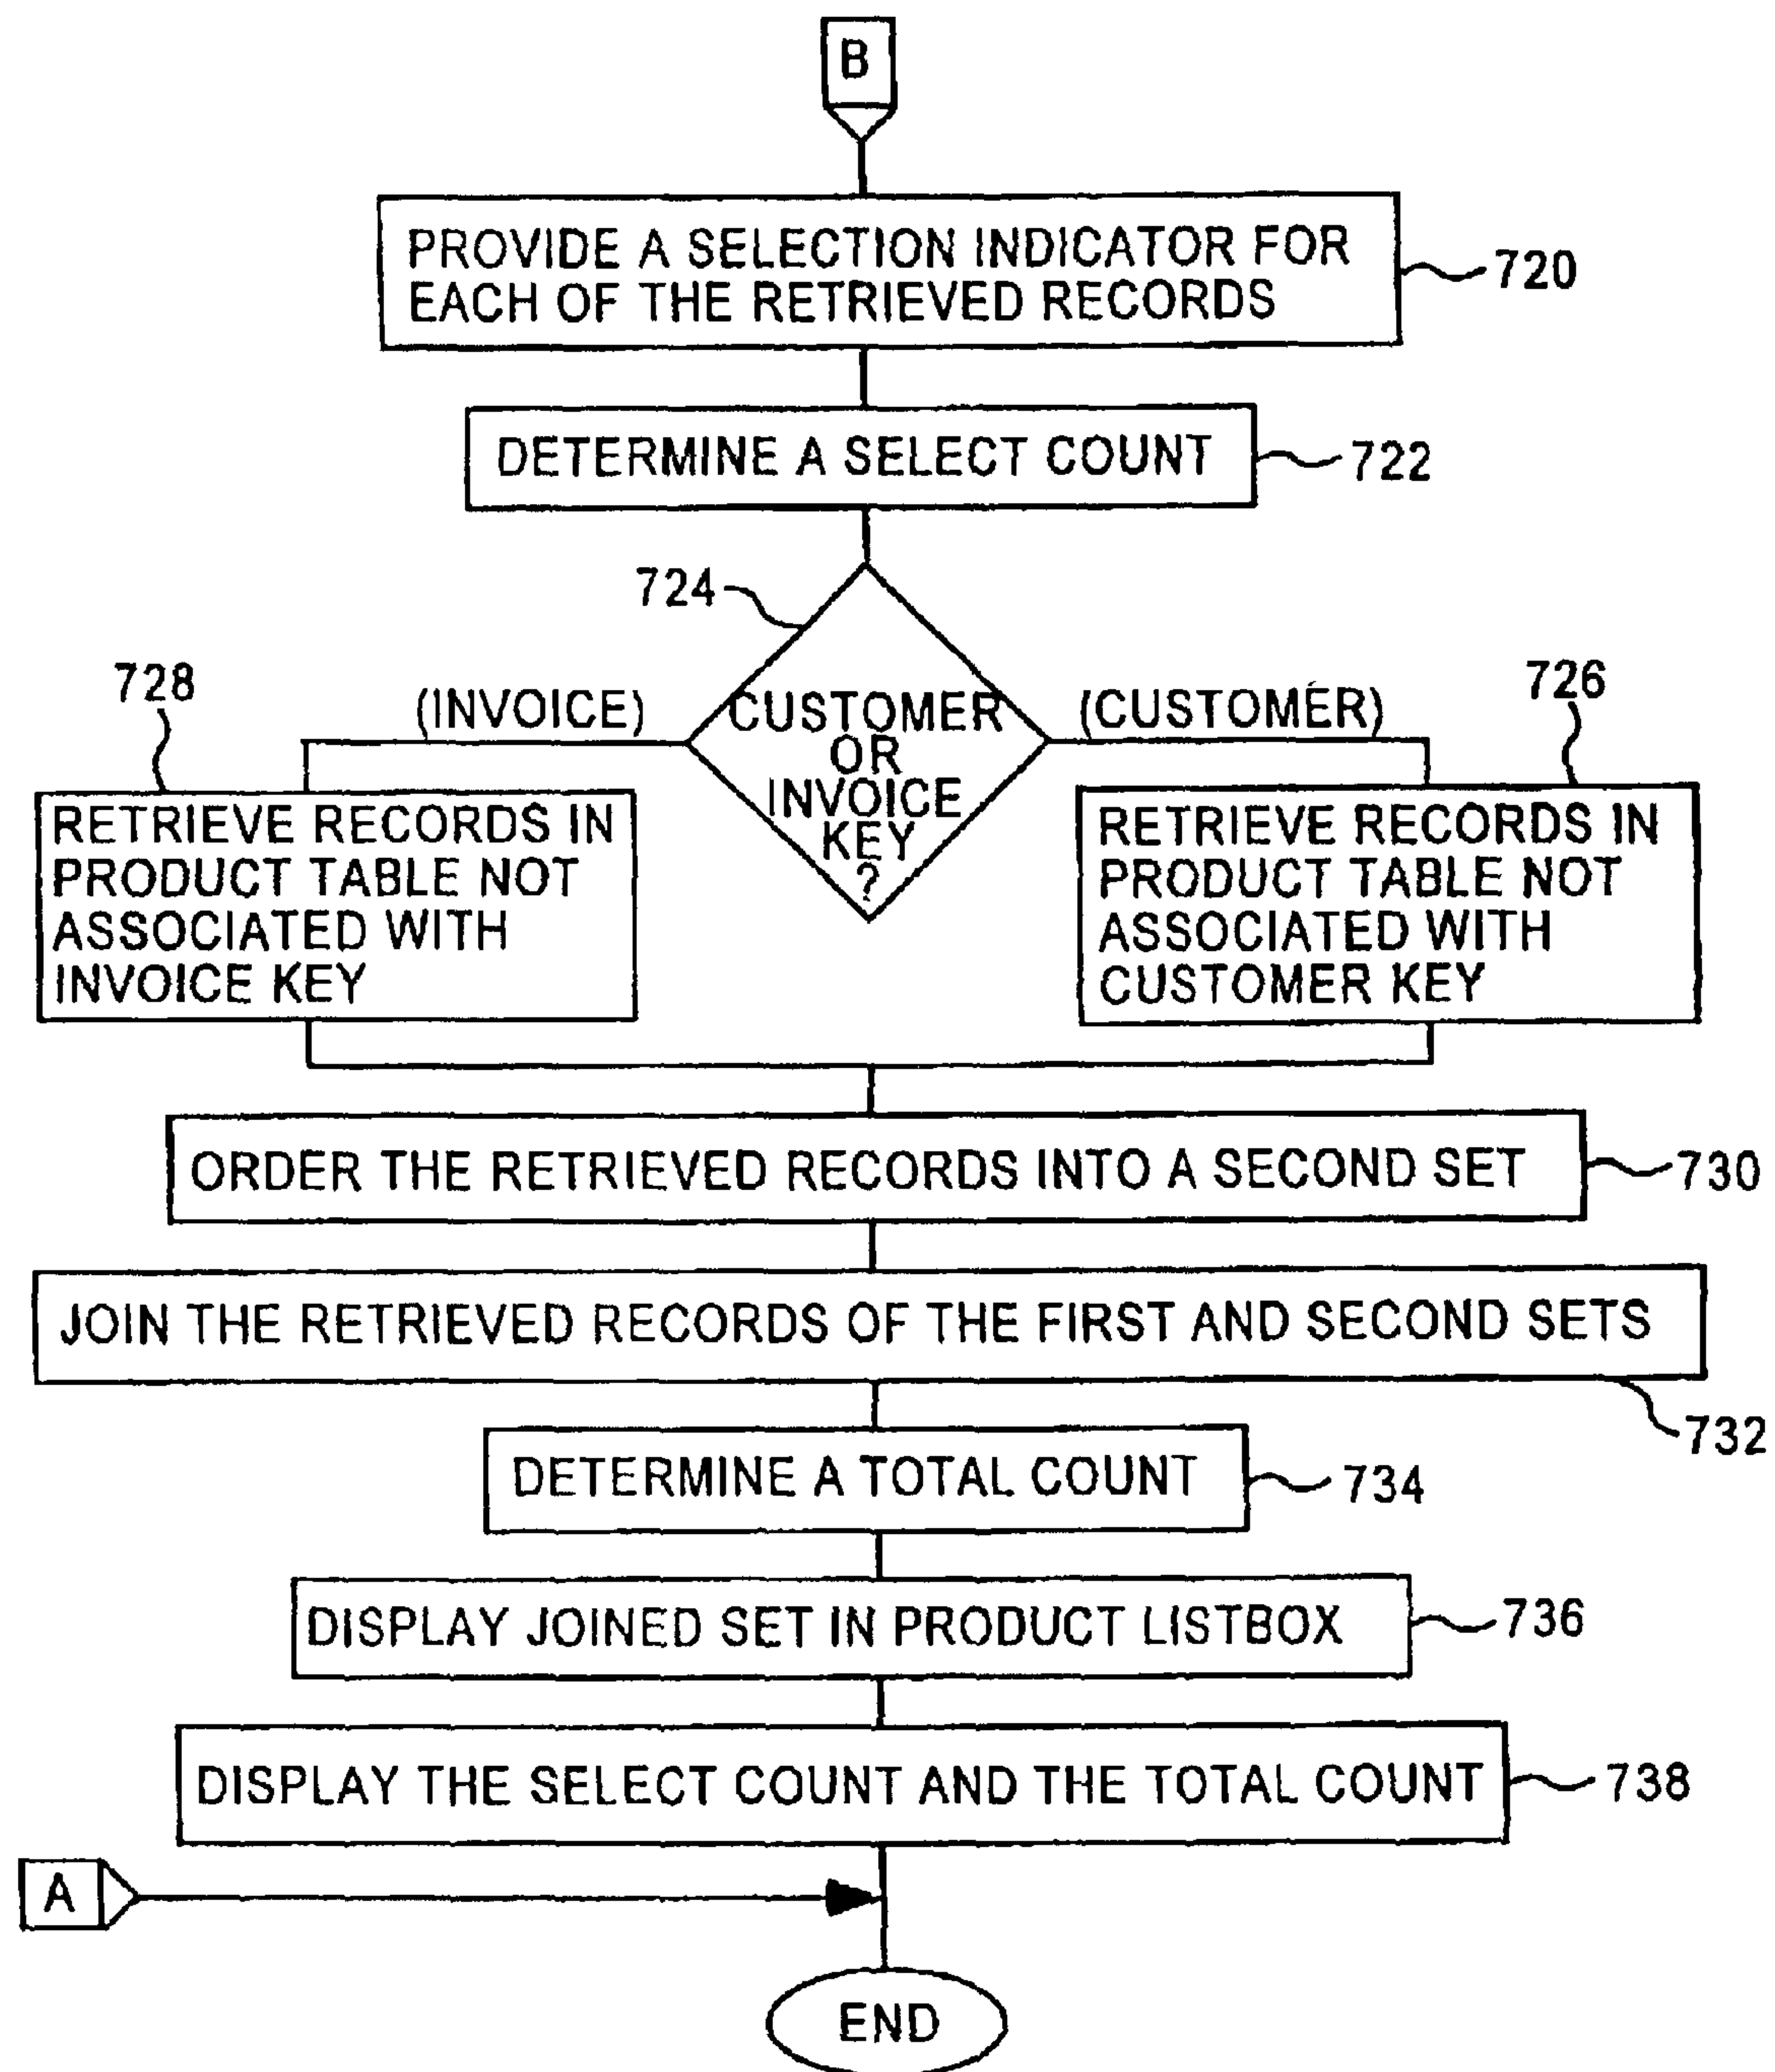 B
PROVIDE A SELECTION INDICATOR FOR
EACH OF THE RETRIEVED RECORDS
720
DETERMINE A SELECT COUNT
722
724
728
(INVOICE)
CUSTOMER
OR
INVOICE
KEY
?
(CUSTOMER)
726
RETRIEVE RECORDS IN
PRODUCT TABLE NOT
ASSOCIATED WITH
INVOICE KEY
RETRIEVE RECORDS IN
PRODUCT TABLE NOT
ASSOCIATED WITH
CUSTOMER KEY
ORDER THE RETRIEVED RECORDS INTO A SECOND SET
730
JOIN THE RETRIEVED RECORDS OF THE FIRST AND SECOND SETS
732
DETERMINE A TOTAL COUNT
734
DISPLAY JOINED SET IN PRODUCT LISTBOX
736
DISPLAY THE SELECT COUNT AND THE TOTAL COUNT
738
A
END